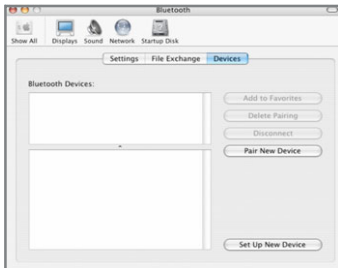 Bluetooth
Show All Displays Sound Network Startup Disk
Settings File Exchange Devices
Bluetooth Devices:
Add to Favorites
Delete Pairing
Disconnect
Pair New Device
Set Up New Device